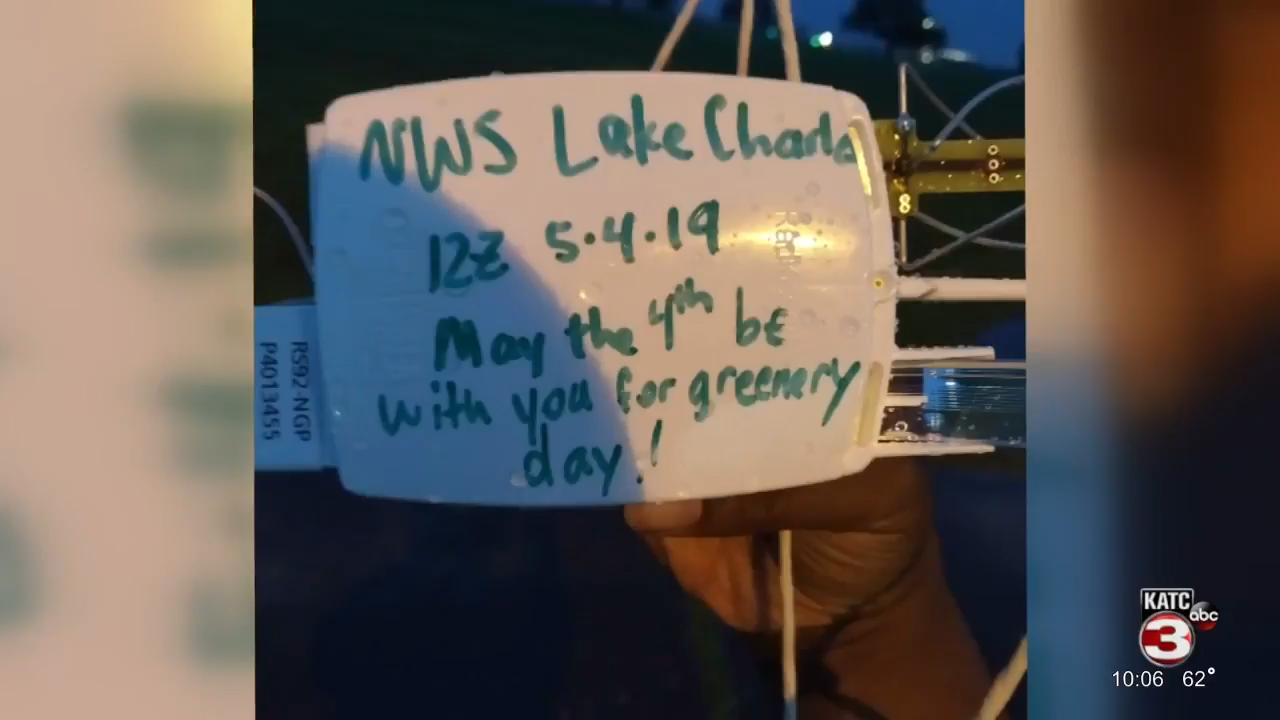 NWS Lake Charle
12Z 5.4.19
May the 4th be
with you for greenery
day!
RS92-NGP
P4013455
8
KATC
abc
3
10:06 62°